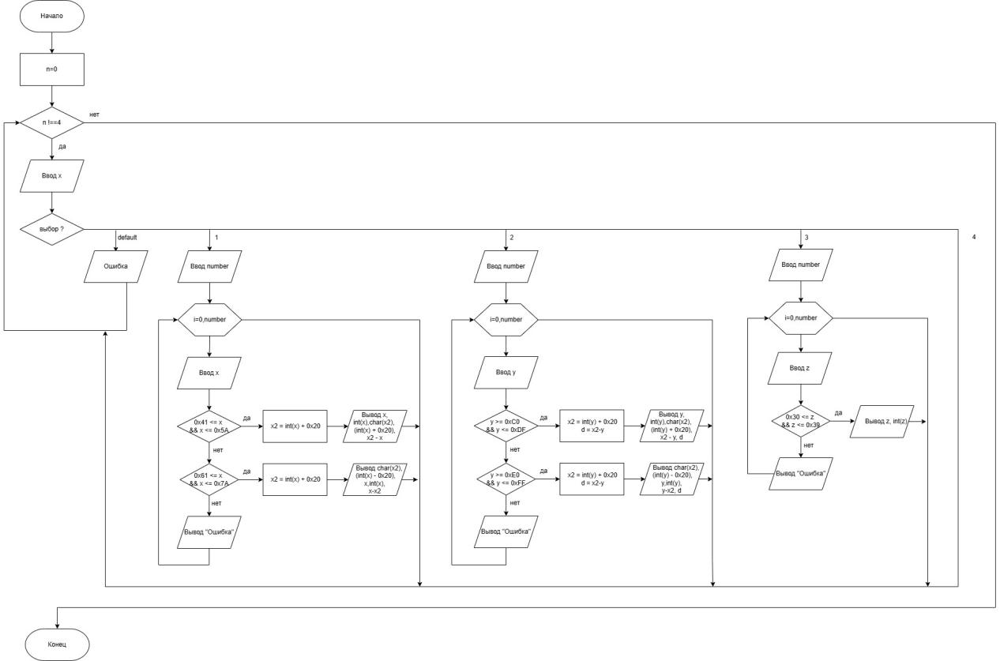 Начало
n=0
n !==4
нет
да
Ввод x
выбор ?
default
Ошибка
1
Ввод number
i=0,number
Ввод x
0x41 <= x
&& x <= 0x5A
да
x2 = int(x) + 0x20
Вывод x,
int(x),char(x2),
(int(x) + 0x20),
x2 - x
нет
0x61 <= x
&& x <= 0x7A
да
x2 = int(x) + 0x20
Вывод char(x2),
(int(x) - 0x20),
x,int(x),
x-x2
нет
Вывод "Ошибка"
2
Ввод number
i=0,number
Ввод y
y >= 0xC0
&& y <= 0xDF
да
x2 = int(y) + 0x20
d = x2-y
Вывод y,
int(y),char(x2),
(int(y) + 0x20),
x2 - y, d
нет
y >= 0xE0
&& y <= 0xFF
да
x2 = int(y) + 0x20
d = x2-y
Вывод char(x2),
(int(y) - 0x20),
y,int(y),
y-x2, d
нет
Вывод "Ошибка"
3
Ввод number
i=0,number
Ввод z
0x30 <= z
&& z <= 0x39
да
Вывод z, int(z)
нет
Вывод "Ошибка"
4
Конец